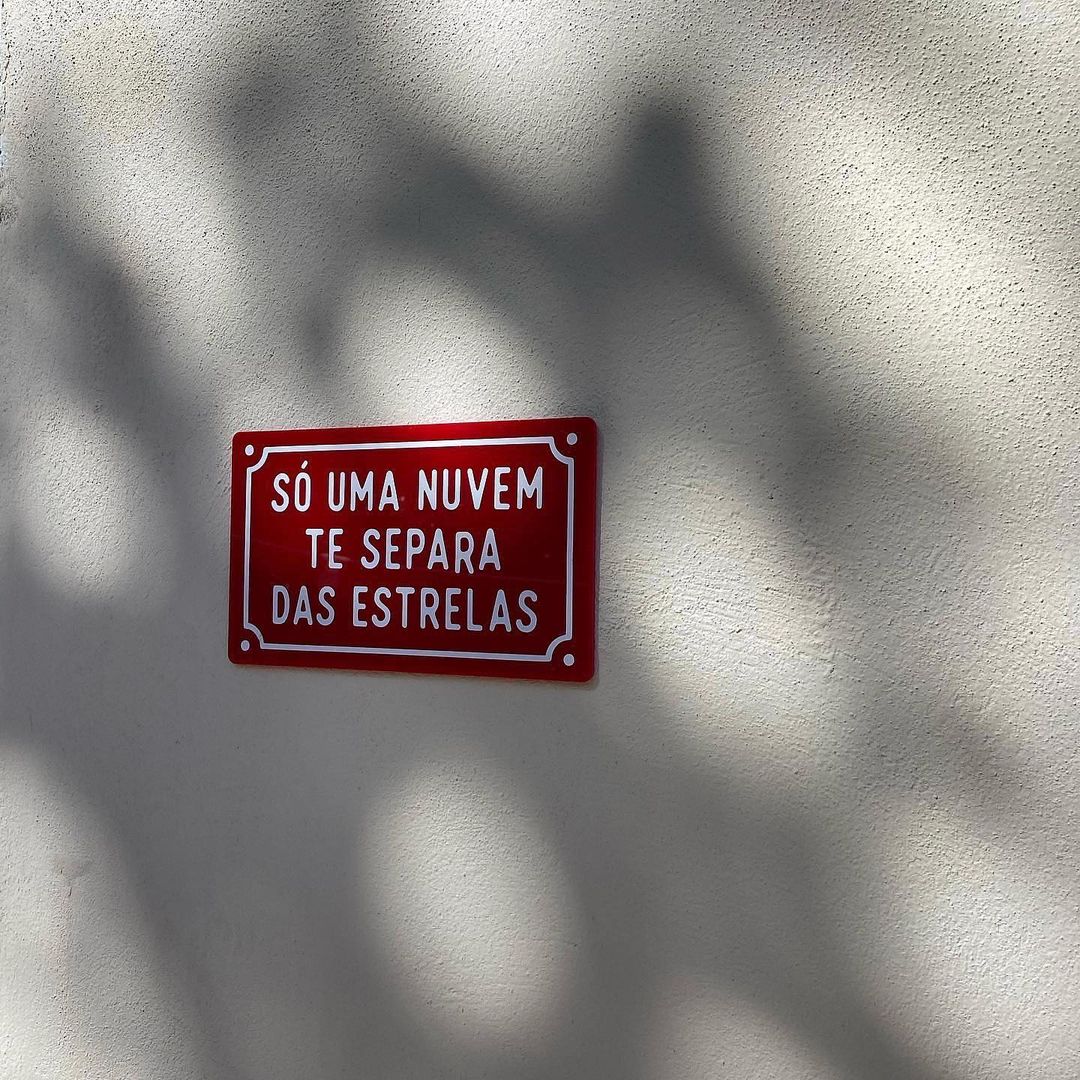 SÓ UMA NUVEM
TE SEPARA
DAS ESTRELAS